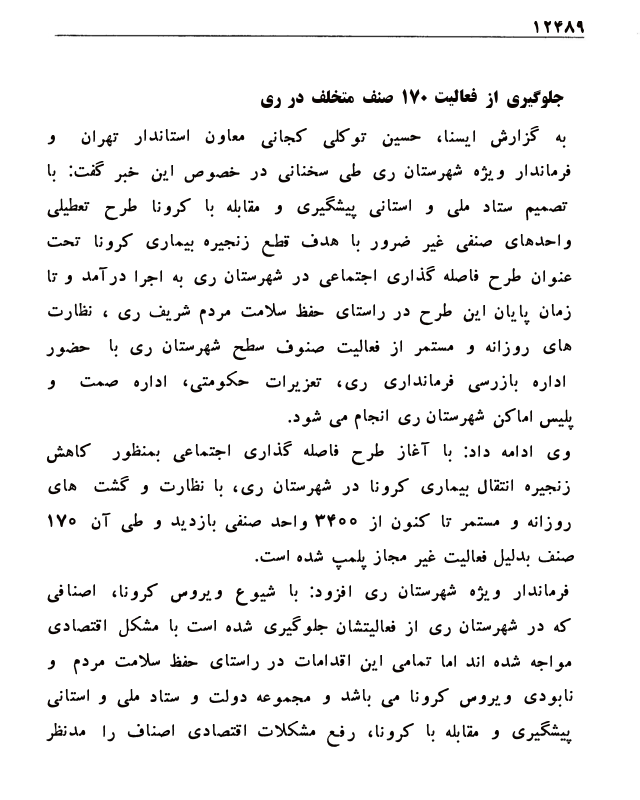 ۱۲۴۸۹
جلوگیری از فعالیت ۱۷۰ صنف متخلف در ری
به گزارش ایسنا، حسین توکلی کجانی معاون استاندار تهران و
فرماندار ویژه شهرستان ری طی سخنانی در خصوص این خبر گفت: با
تصمیم ستاد ملی و استانی پیشگیری و مقابله با کرونا طرح تعطیلی
واحدهای صنفی غیر ضرور با هدف قطع زنجیره بیماری کرونا تحت
عنوان طرح فاصله گذاری اجتماعی در شهرستان ری به اجرا درآمد و تا
زمان پایان این طرح در راستای حفظ سلامت مردم شریف ری ، نظارت
های روزانه و مستمر از فعالیت صنوف سطح شهرستان ری با حضور
اداره بازرسی فرمانداری ری، تعزیرات حکومتی، اداره صمت و
پلیس اماکن شهرستان ری انجام می شود.
وی ادامه داد: با آغاز طرح فاصله گذاری اجتماعی بمنظور کاهش
زنجیره انتقال بیماری کرونا در شهرستان ری، با نظارت و گشت های
روزانه و مستمر تا کنون از ۳۴۰۰ واحد صنفی بازدید و طی آن ۱۷۰
صنف بدلیل فعالیت غیر مجاز پلمپ شده است.
فرماندار ویژه شهرستان ری افزود: با شیوع ویروس کرونا، اصنافی
که در شهرستان ری از فعالیتشان جلوگیری شده است با مشکل اقتصادی
مواجه شده اند اما تمامی این اقدامات در راستای حفظ سلامت مردم و
نابودی ویروس کرونا می باشد و مجموعه دولت و ستاد ملی و استانی
پیشگیری و مقابله با کرونا، رفع مشکلات اقتصادی اصناف را مدنظر